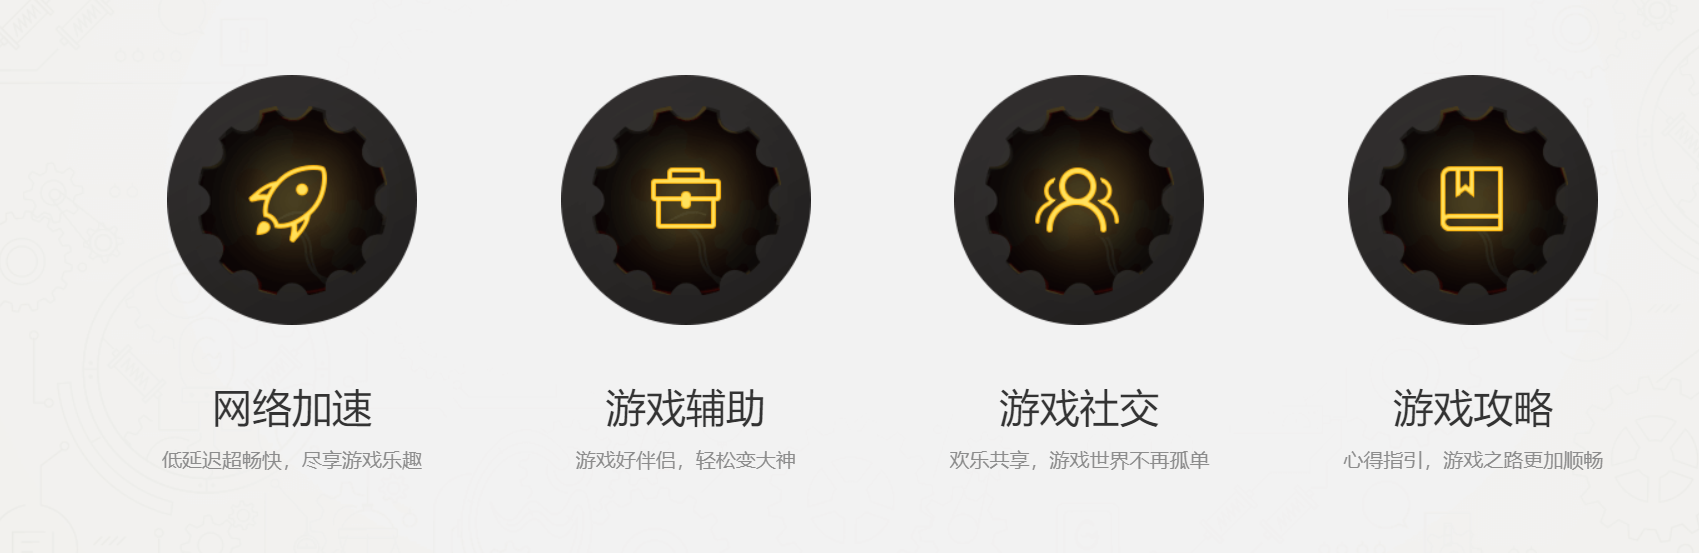 网络加速
低延迟超畅快，尽享游戏乐趣
游戏辅助
游戏好伴侣，轻松变大神
游戏社交
欢乐共享，游戏世界不再孤单
游戏攻略
心得指引，游戏之路更加顺畅